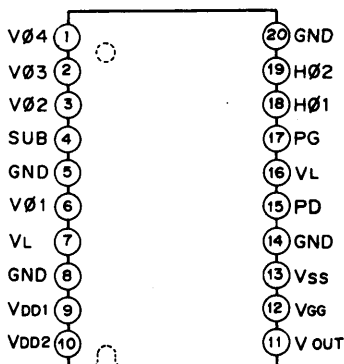 VØ4 1 20 GND
VØ3 2 19 HØ2
VØ2 3 18 HØ1
SUB 4 17 PG
GND 5 16 VL
VØ1 6 15 PD
VL 7 14 GND
GND 8 13 VSS
VDD1 9 12 VGG
VDD2 10 11 V OUT